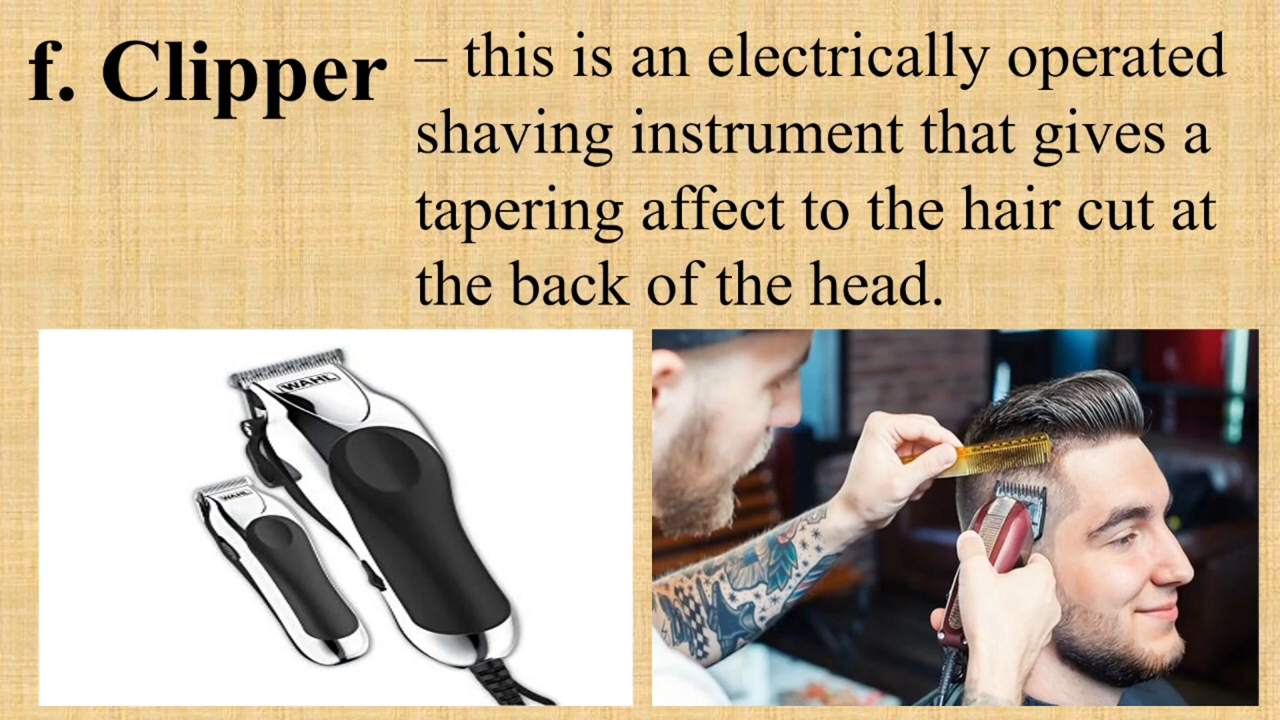 f. Clipper – this is an electrically operated
shaving instrument that gives a
tapering affect to the hair cut at
the back of the head.
WAHL
WAHL